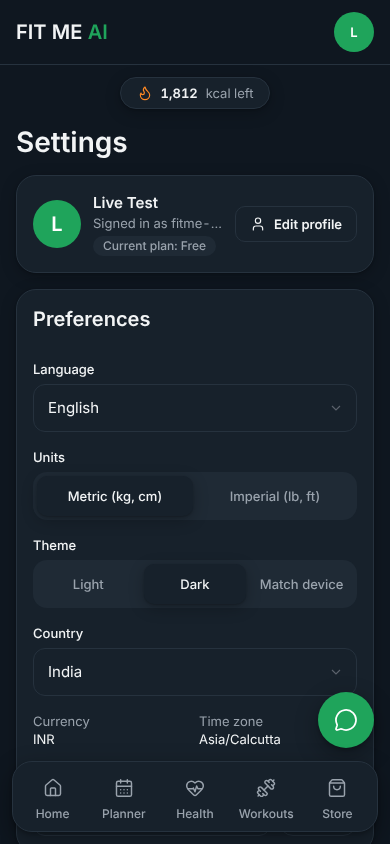 FIT ME AI
L
1,812 kcal left
Settings
L
Live Test
Signed in as fitme-...
Current plan: Free
Edit profile
Preferences
Language
English
Units
Metric (kg, cm)
Imperial (lb, ft)
Theme
Light
Dark
Match device
Country
India
Currency
Time zone
INR
Asia/Calcutta
Home
Planner
Health
Workouts
Store